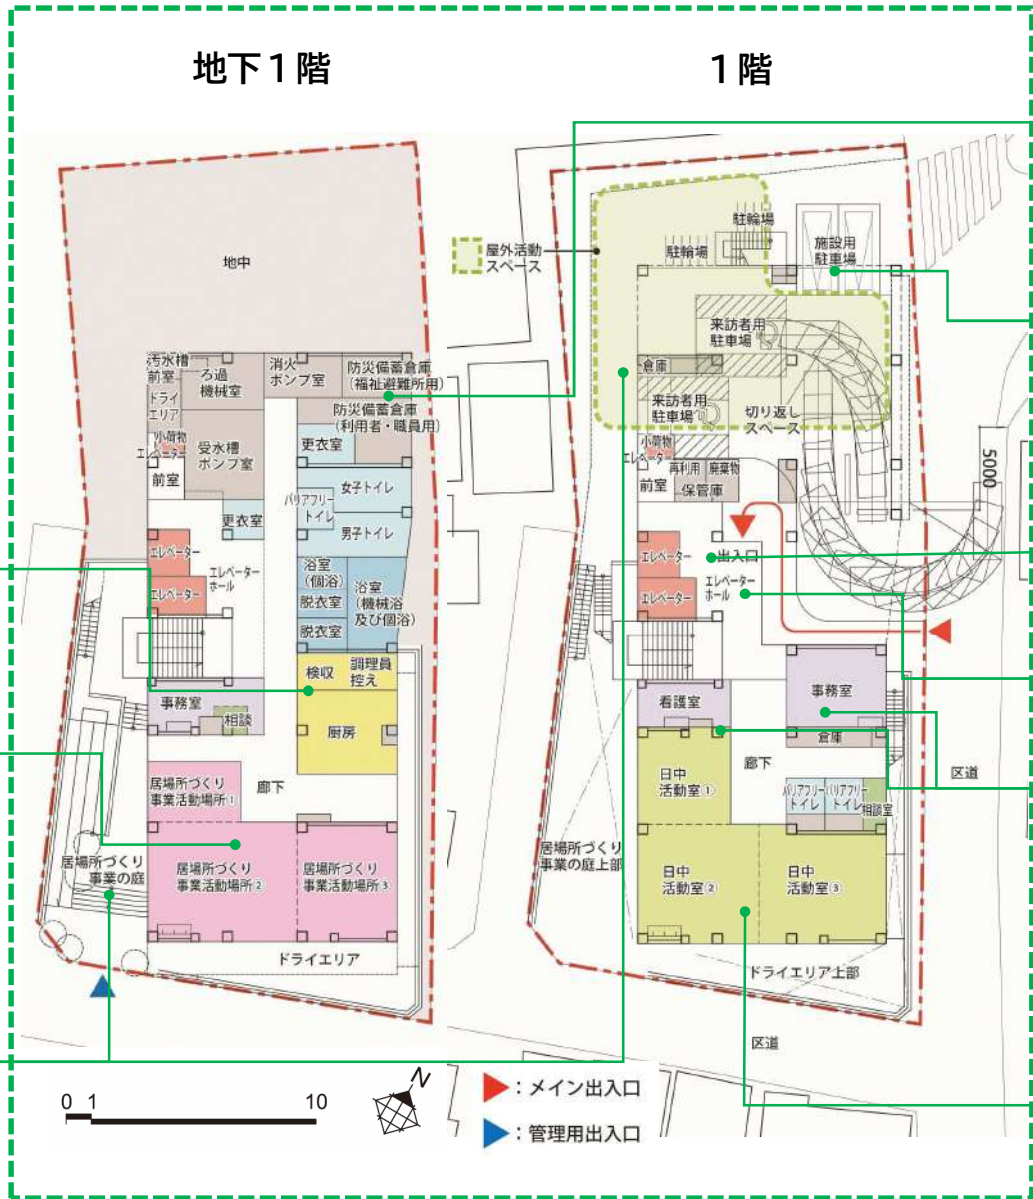 地下１階
１階
地中
汚水槽
前室
ろ過
機械室
ドライ
エリア
消火
ポンプ室
防災備蓄倉庫
(福祉避難所用)
防災備蓄倉庫
(利用者・職員用)
小荷物
エレベーター
受水槽
ポンプ室
更衣室
前室
女子トイレ
バリアフリー
トイレ
男子トイレ
更衣室
エレベーター
エレベーター
エレベーター
ホール
浴室
(個浴)
脱衣室
脱衣室
浴室
(機械浴
及び個浴)
検収
調理員
控え
事務室
相談
厨房
廊下
居場所づくり
事業活動場所①
居場所づくり
事業の庭
居場所づくり
事業活動場所②
居場所づくり
事業活動場所③
ドライエリア
屋外活動
スペース
駐輪場
駐輪場
施設用
駐車場
来訪者用
駐車場
倉庫
来訪者用
駐車場
切り返し
スペース
小荷物
エレベーター
前室
再利用
廃棄物
保管庫
5000
エレベーター
エレベーター
出入口
エレベーター
ホール
看護室
事務室
倉庫
区道
日中
活動室①
廊下
バリアフリー
トイレ
バリアフリー
トイレ
相談室
居場所づくり
事業の庭上部
日中
活動室②
日中
活動室③
ドライエリア上部
区道
0 1 10
N
：メイン出入口
：管理用出入口